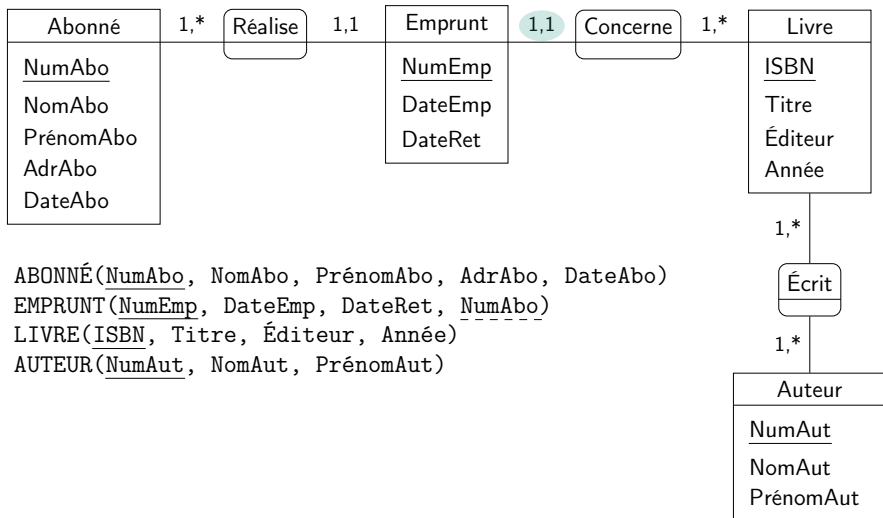 Abonné 1,* Réalise 1,1 Emprunt 1,1 Concerne 1,* Livre
NumAbo
NomAbo
PrénomAbo
AdrAbo
DateAbo
NumEmp
DateEmp
DateRet
ISBN
Titre
Éditeur
Année
1,*
Écrit
1,*
Auteur
NumAut
NomAut
PrénomAut
ABONNÉ(NumAbo, NomAbo, PrénomAbo, AdrAbo, DateAbo)
EMPRUNT(NumEmp, DateEmp, DateRet, NumAbo)
LIVRE(ISBN, Titre, Éditeur, Année)
AUTEUR(NumAut, NomAut, PrénomAut)